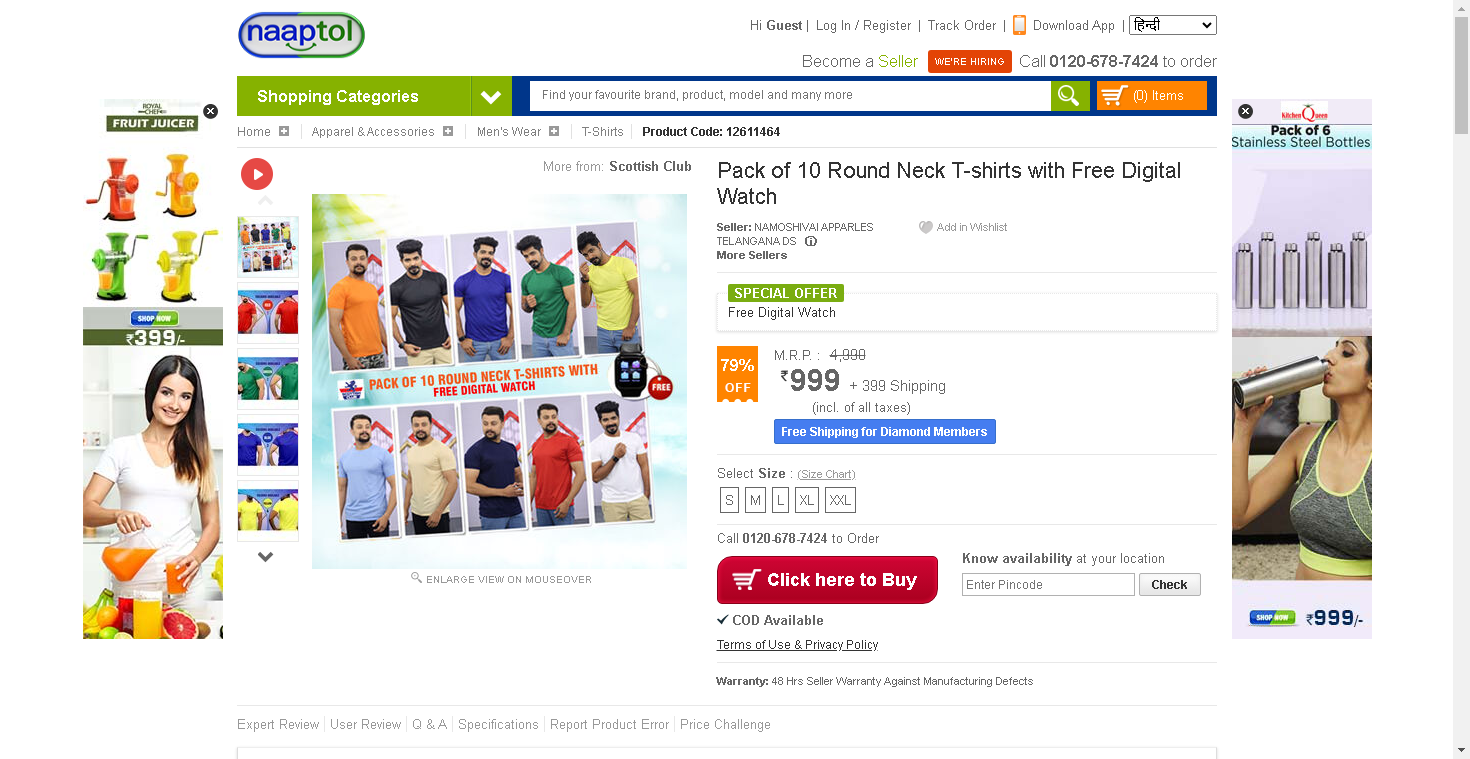 naaptol
Hi Guest | Log In / Register | Track Order | Download App | हिन्दी
Become a Seller WE'RE HIRING Call 0120-678-7424 to order
Shopping Categories
Find your favourite brand, product, model and many more
(0) Items
Home Apparel & Accessories Men's Wear T-Shirts Product Code: 12611464
ROYAL
CHEF
FRUIT JUICER
SHOP NOW
₹399/-
More from: Scottish Club
PACK OF 10 ROUND NECK T-SHIRTS WITH
FREE DIGITAL WATCH
FREE
ENLARGE VIEW ON MOUSEOVER
Pack of 10 Round Neck T-shirts with Free Digital
Watch
Seller: NAMOSHIVAI APPARLES
TELANGANA DS
More Sellers
Add in Wishlist
SPECIAL OFFER
Free Digital Watch
79%
OFF
M.R.P. : 4,990
₹999 + 399 Shipping
(incl. of all taxes)
Free Shipping for Diamond Members
Select Size : (Size Chart)
S M L XL XXL
Call 0120-678-7424 to Order
Click here to Buy
Know availability at your location
Enter Pincode Check
COD Available
Terms of Use & Privacy Policy
Warranty: 48 Hrs Seller Warranty Against Manufacturing Defects
Kitchen Queen
Pack of 6
Stainless Steel Bottles
SHOP NOW ₹999/-
Expert Review User Review Q & A Specifications Report Product Error Price Challenge